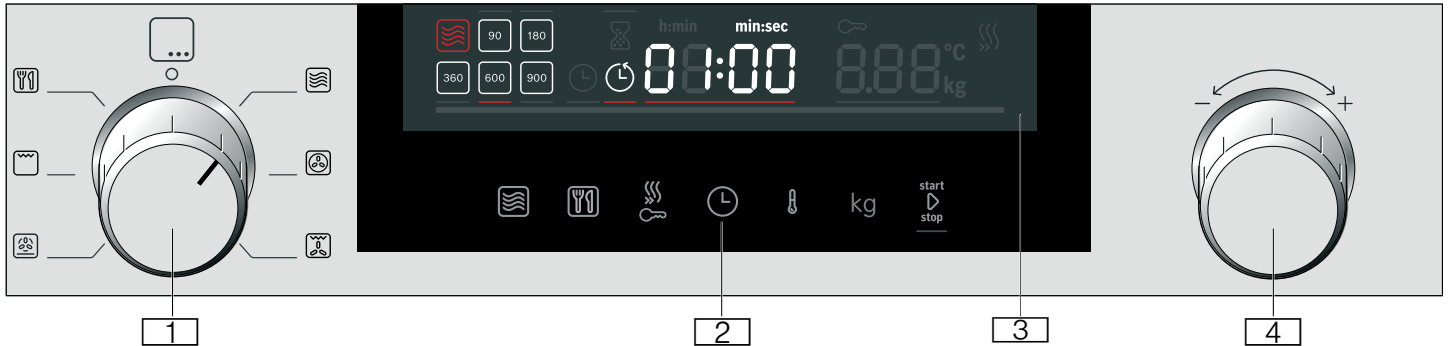 h:min min:sec
90 180
360 600 900
01:00
8.88 °C
kg
− +
kg
start
stop
1 2 3 4